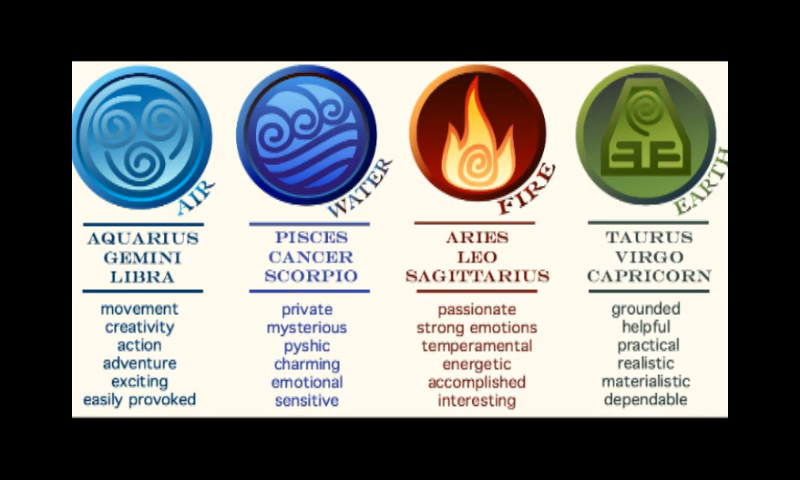 AIR
AQUARIUS
GEMINI
LIBRA
movement
creativity
action
adventure
exciting
easily provoked
WATER
PISCES
CANCER
SCORPIO
private
mysterious
pyshic
charming
emotional
sensitive
FIRE
ARIES
LEO
SAGITTARIUS
passionate
strong emotions
temperamental
energetic
accomplished
interesting
EARTH
TAURUS
VIRGO
CAPRICORN
grounded
helpful
practical
realistic
materialistic
dependable